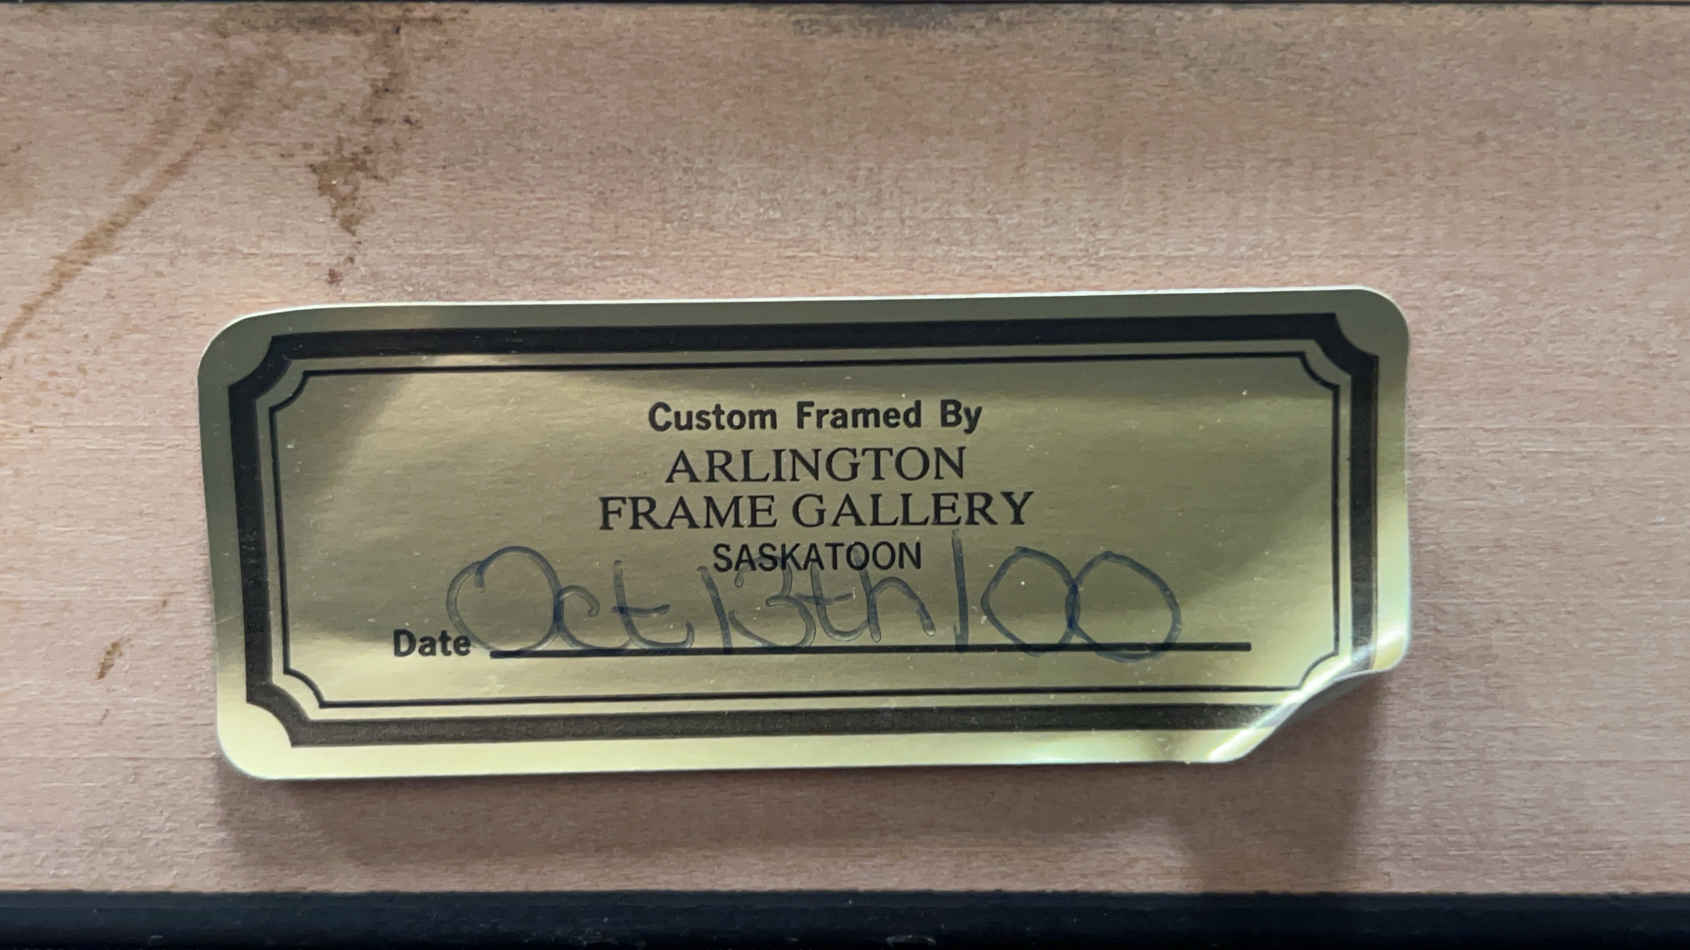 Custom Framed By
ARLINGTON
FRAME GALLERY
SASKATOON
Date Oct 13th/00